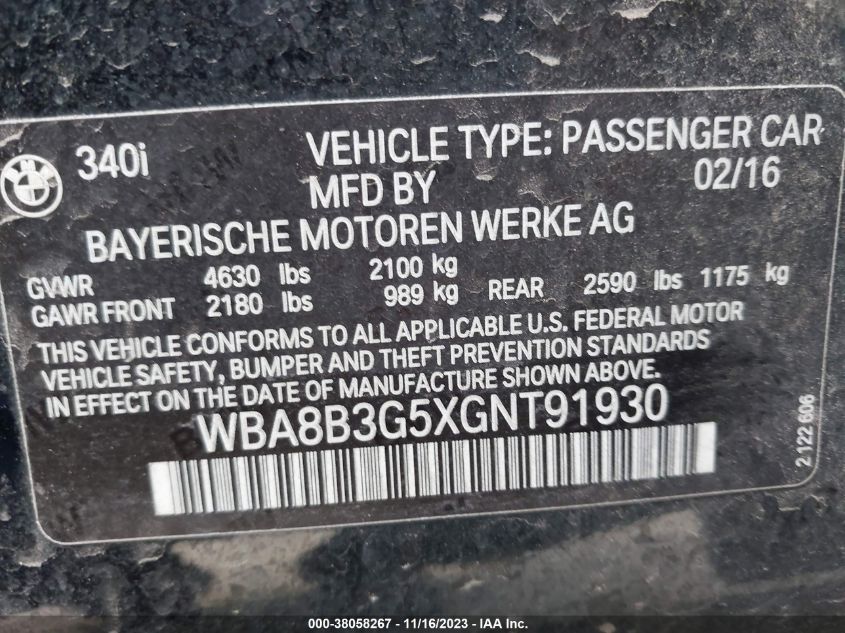 340i
VEHICLE TYPE: PASSENGER CAR
MFD BY 02/16
BAYERISCHE MOTOREN WERKE AG
GVWR 4630 lbs 2100 kg
GAWR FRONT 2180 lbs 989 kg REAR 2590 lbs 1175 kg
THIS VEHICLE CONFORMS TO ALL APPLICABLE U.S. FEDERAL MOTOR
VEHICLE SAFETY, BUMPER AND THEFT PREVENTION STANDARDS
IN EFFECT ON THE DATE OF MANUFACTURE SHOWN ABOVE.
WBA8B3G5XGNT91930
2 122 606
000-38058267 - 11/16/2023 - IAA Inc.